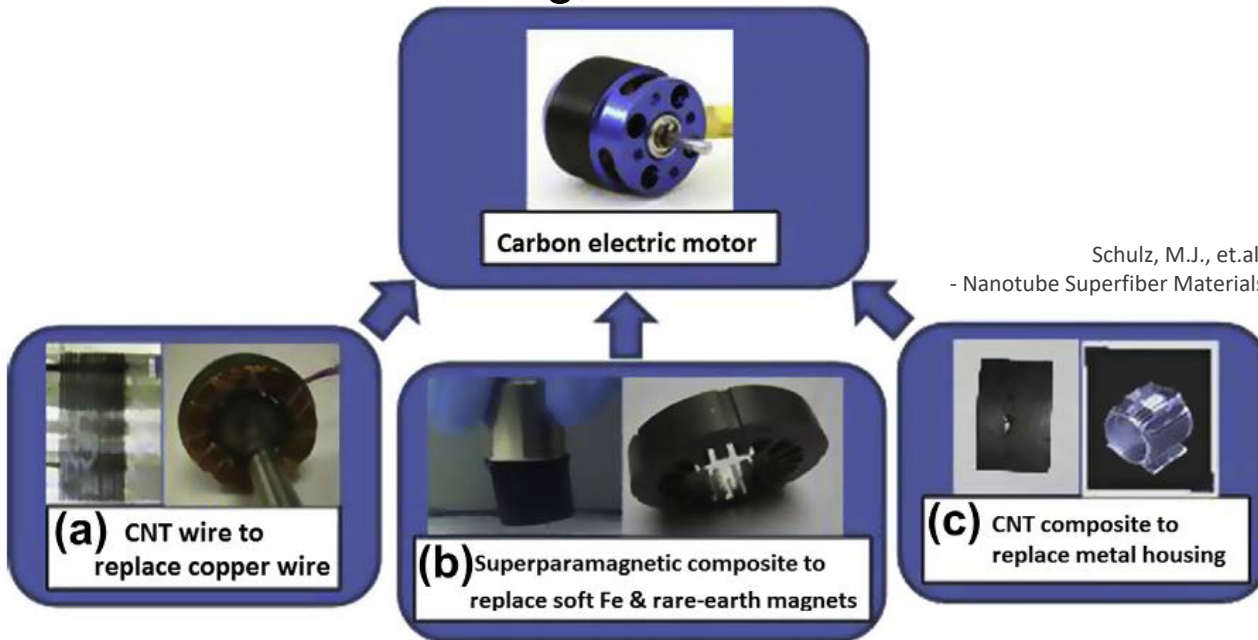 Carbon electric motor
Schulz, M.J., et.al
- Nanotube Superfiber Materials
(a) CNT wire to
replace copper wire
(b) Superparamagnetic composite to
replace soft Fe & rare-earth magnets
(c) CNT composite to
replace metal housing